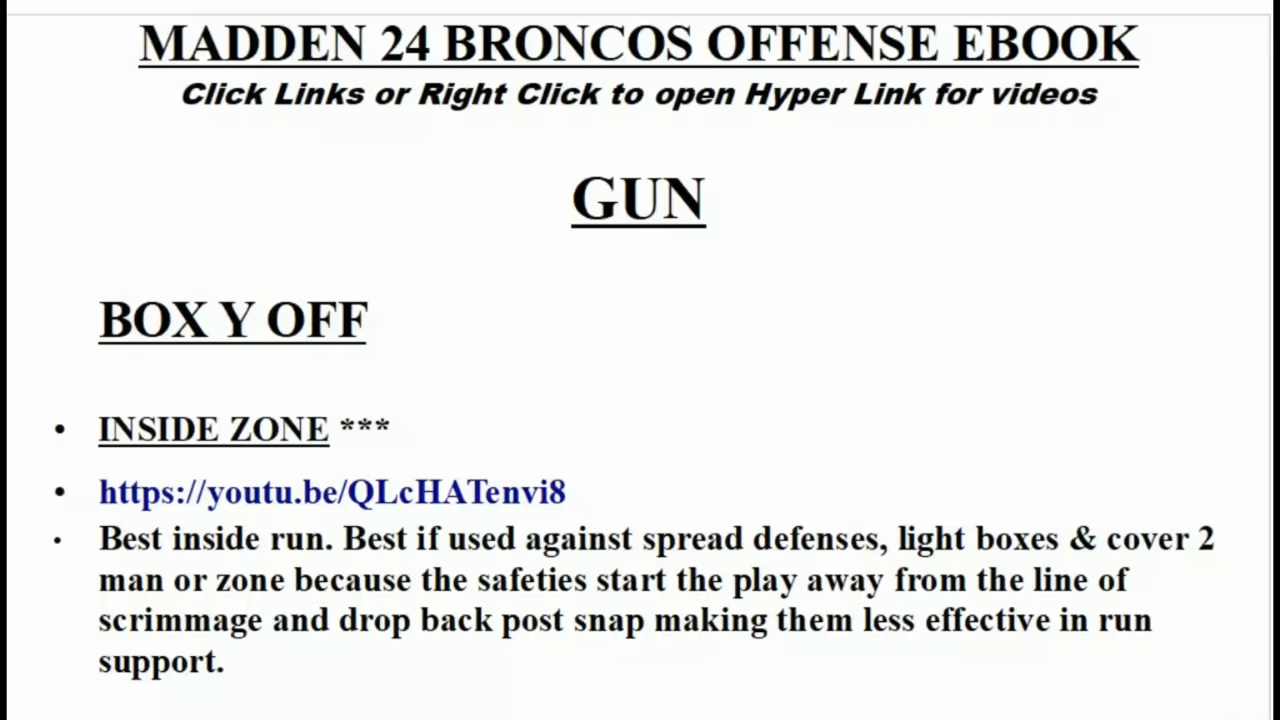 MADDEN 24 BRONCOS OFFENSE EBOOK
Click Links or Right Click to open Hyper Link for videos
GUN
BOX Y OFF
• INSIDE ZONE ***
• https://youtu.be/QLcHATenvi8
• Best inside run. Best if used against spread defenses, light boxes & cover 2
man or zone because the safeties start the play away from the line of
scrimmage and drop back post snap making them less effective in run
support.